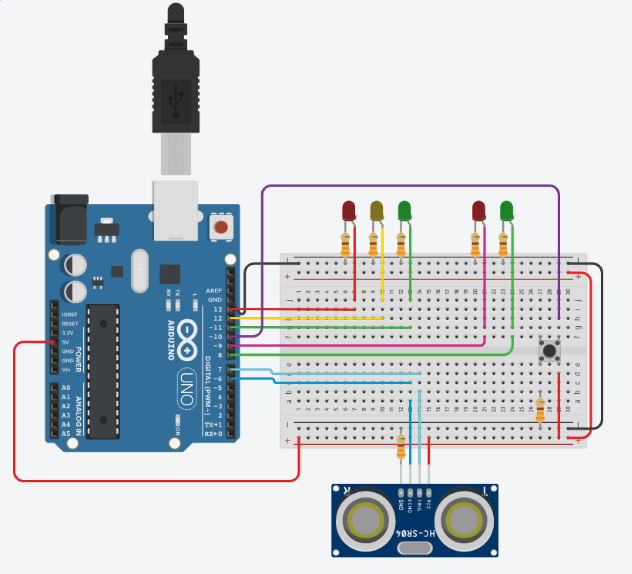 AREF
GND
13
12
~11
~10
~9
8
7
~6
~5
4
~3
2
TX→1
RX←0
DIGITAL (PWM~)
L
TX
RX
ARDUINO
UNO
ON
IOREF
RESET
3.3V
5V
GND
GND
Vin
POWER
A0
A1
A2
A3
A4
A5
ANALOG IN
R
T
GND
ECHO
TRIG
VCC
HC-SR04